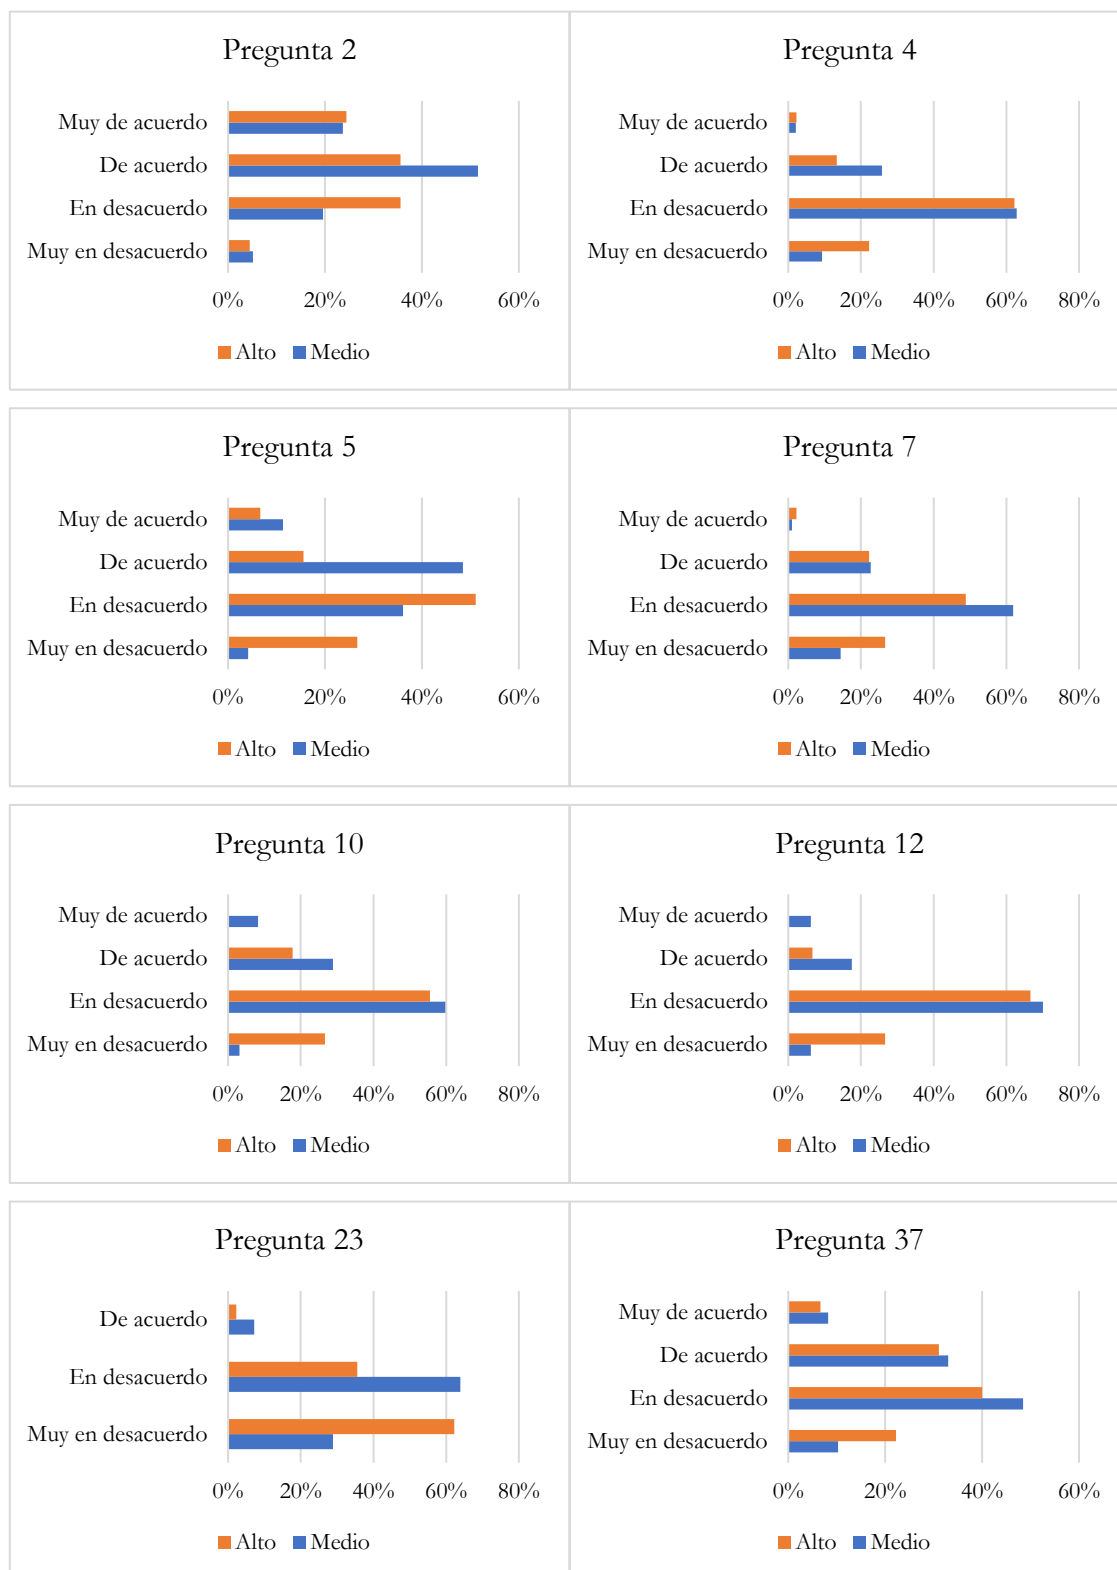 Pregunta 2
Muy de acuerdo
De acuerdo
En desacuerdo
Muy en desacuerdo
0% 20% 40% 60%
Alto Medio
Pregunta 4
Muy de acuerdo
De acuerdo
En desacuerdo
Muy en desacuerdo
0% 20% 40% 60% 80%
Alto Medio
Pregunta 5
Muy de acuerdo
De acuerdo
En desacuerdo
Muy en desacuerdo
0% 20% 40% 60%
Alto Medio
Pregunta 7
Muy de acuerdo
De acuerdo
En desacuerdo
Muy en desacuerdo
0% 20% 40% 60% 80%
Alto Medio
Pregunta 10
Muy de acuerdo
De acuerdo
En desacuerdo
Muy en desacuerdo
0% 20% 40% 60% 80%
Alto Medio
Pregunta 12
Muy de acuerdo
De acuerdo
En desacuerdo
Muy en desacuerdo
0% 20% 40% 60% 80%
Alto Medio
Pregunta 23
De acuerdo
En desacuerdo
Muy en desacuerdo
0% 20% 40% 60% 80%
Alto Medio
Pregunta 37
Muy de acuerdo
De acuerdo
En desacuerdo
Muy en desacuerdo
0% 20% 40% 60%
Alto Medio